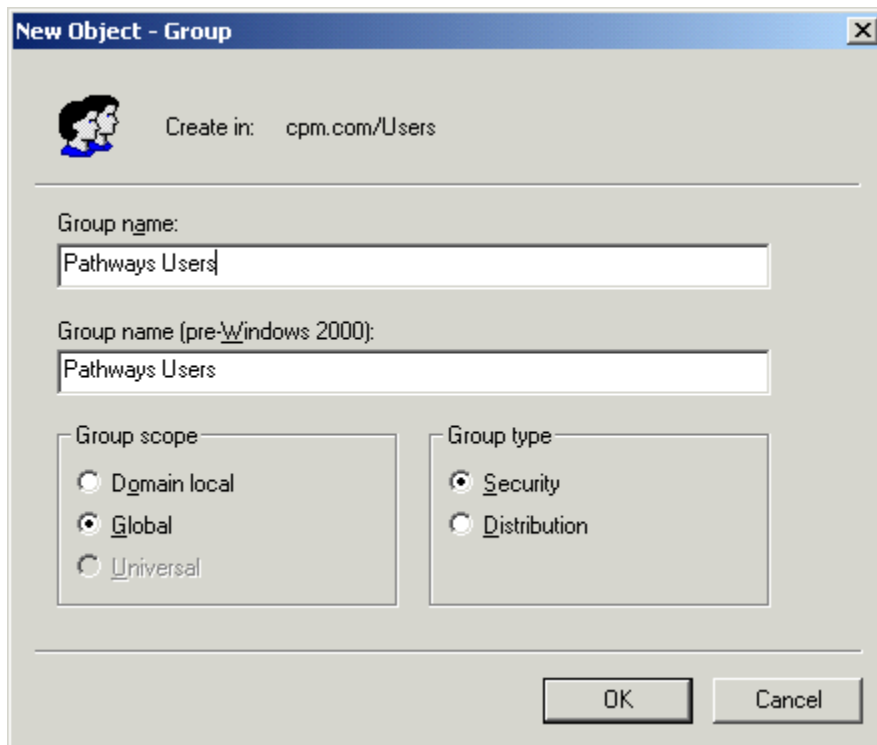 New Object - Group
Create in: cpm.com/Users
Group name:
Pathways Users
Group name (pre-Windows 2000):
Pathways Users
Group scope
Domain local
Global
Universal
Group type
Security
Distribution
OK Cancel